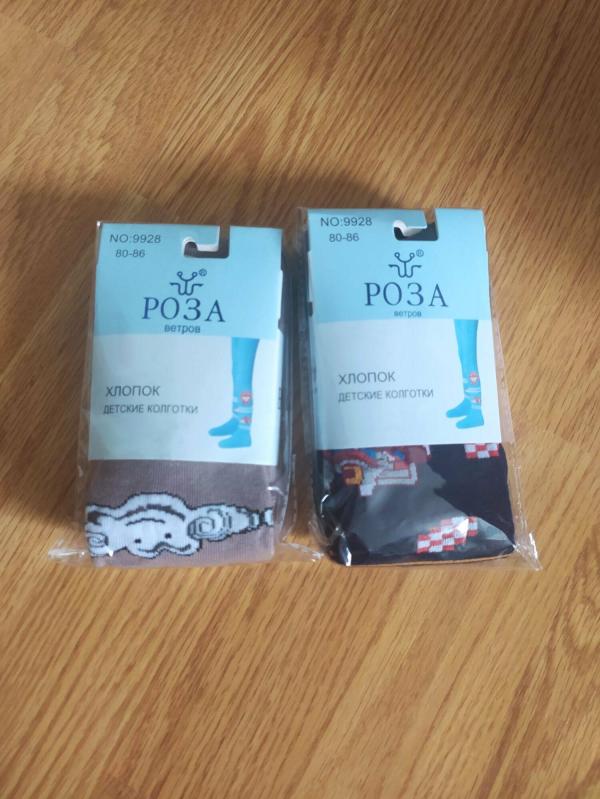 NO:9928
80-86
®
РОЗА
ветров
ХЛОПОК
ДЕТСКИЕ КОЛГОТКИ
NO:9928
80-86
®
РОЗА
ветров
ХЛОПОК
ДЕТСКИЕ КОЛГОТКИ